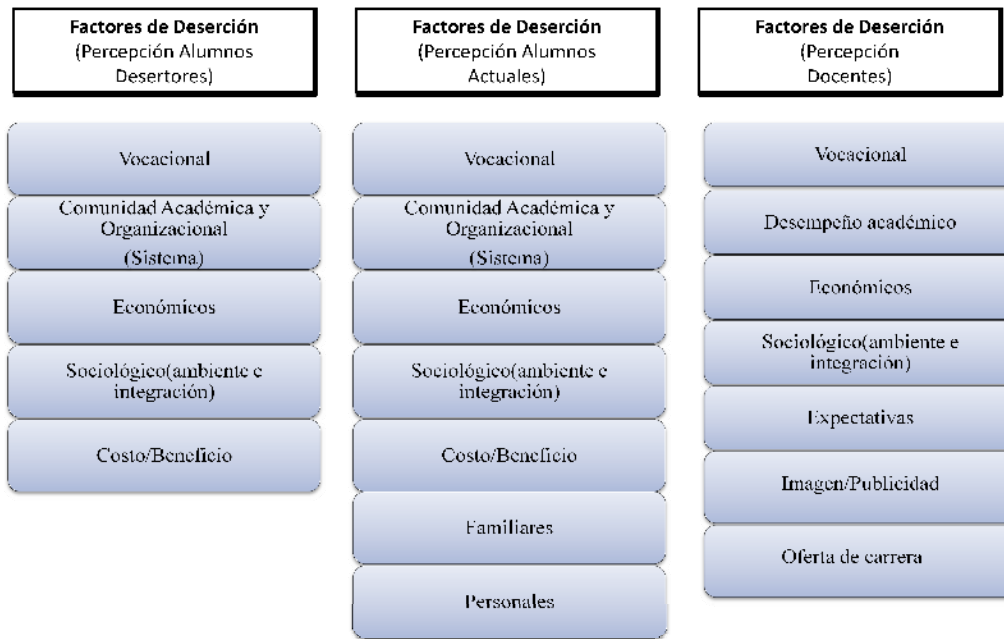 Factores de Deserción
(Percepción Alumnos
Desertores)
Vocacional
Comunidad Académica y
Organizacional
(Sistema)
Económicos
Sociológico(ambiente e
integración)
Costo/Beneficio
Factores de Deserción
(Percepción Alumnos
Actuales)
Vocacional
Comunidad Académica y
Organizacional
(Sistema)
Económicos
Sociológico(ambiente e
integración)
Costo/Beneficio
Familiares
Personales
Factores de Deserción
(Percepción
Docentes)
Vocacional
Desempeño académico
Económicos
Sociológico(ambiente e
integración)
Expectativas
Imagen/Publicidad
Oferta de carrera